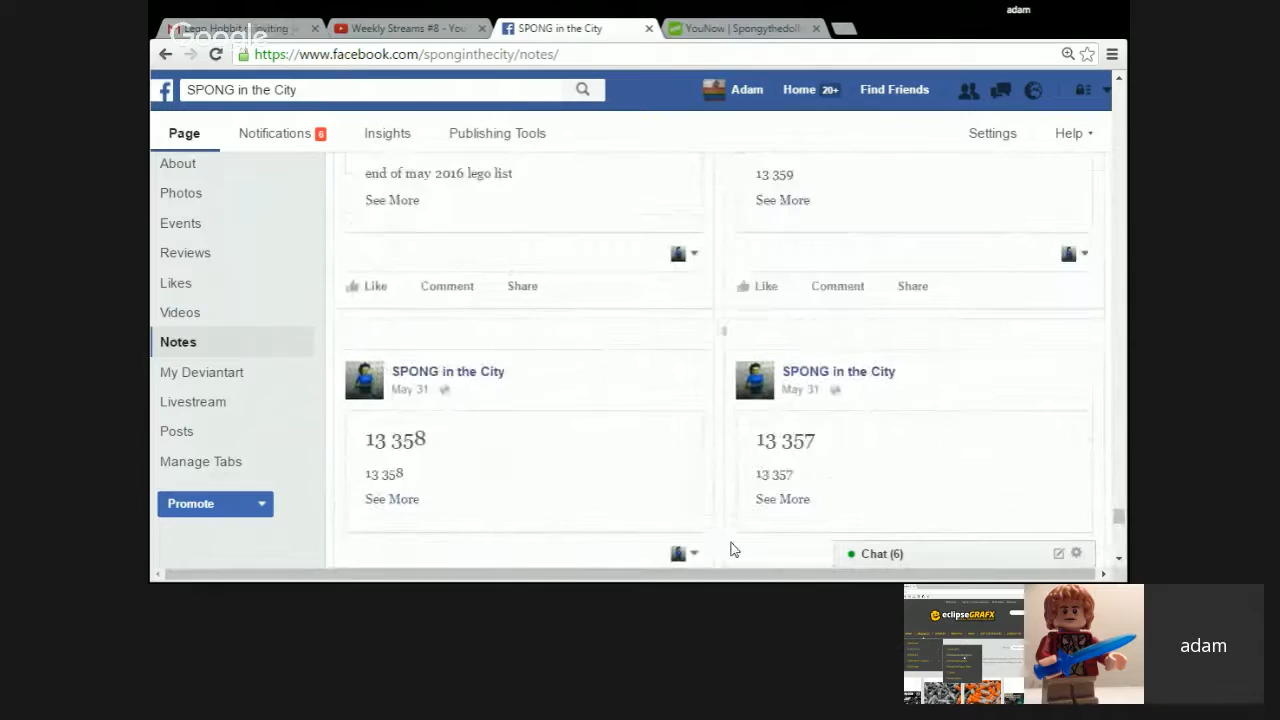 adam
Lego Hobbit - inviting
Weekly Streams #8 - You
SPONG in the City
YouNow | Spongythedoll
Google
https://www.facebook.com/sponginthecity/notes/
SPONG in the City
Adam
Home 20+
Find Friends
Page
Notifications 6
Insights
Publishing Tools
Settings
Help
About
Photos
Events
Reviews
Likes
Videos
Notes
My Deviantart
Livestream
Posts
Manage Tabs
Promote
end of may 2016 lego list
See More
Like Comment Share
13 359
See More
Like Comment Share
SPONG in the City
May 31
13 358
13 358
See More
SPONG in the City
May 31
13 357
13 357
See More
Chat (6)
eclipseGRAFX
adam